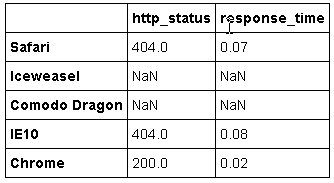 http_status response_time
Safari 404.0 0.07
Iceweasel NaN NaN
Comodo Dragon NaN NaN
IE10 404.0 0.08
Chrome 200.0 0.02